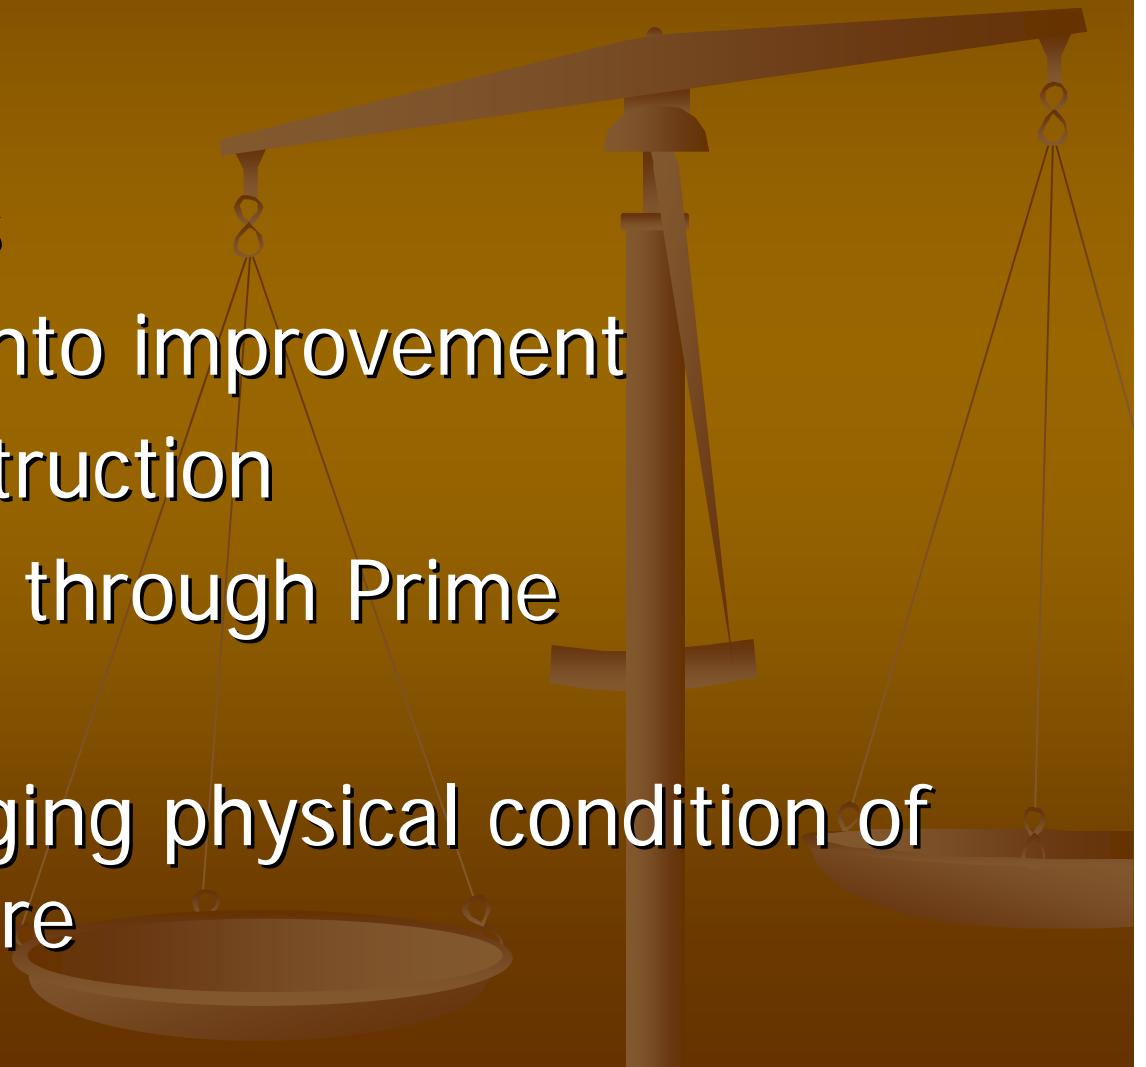 nto improvement
truction
through Prime
ging physical condition of
re